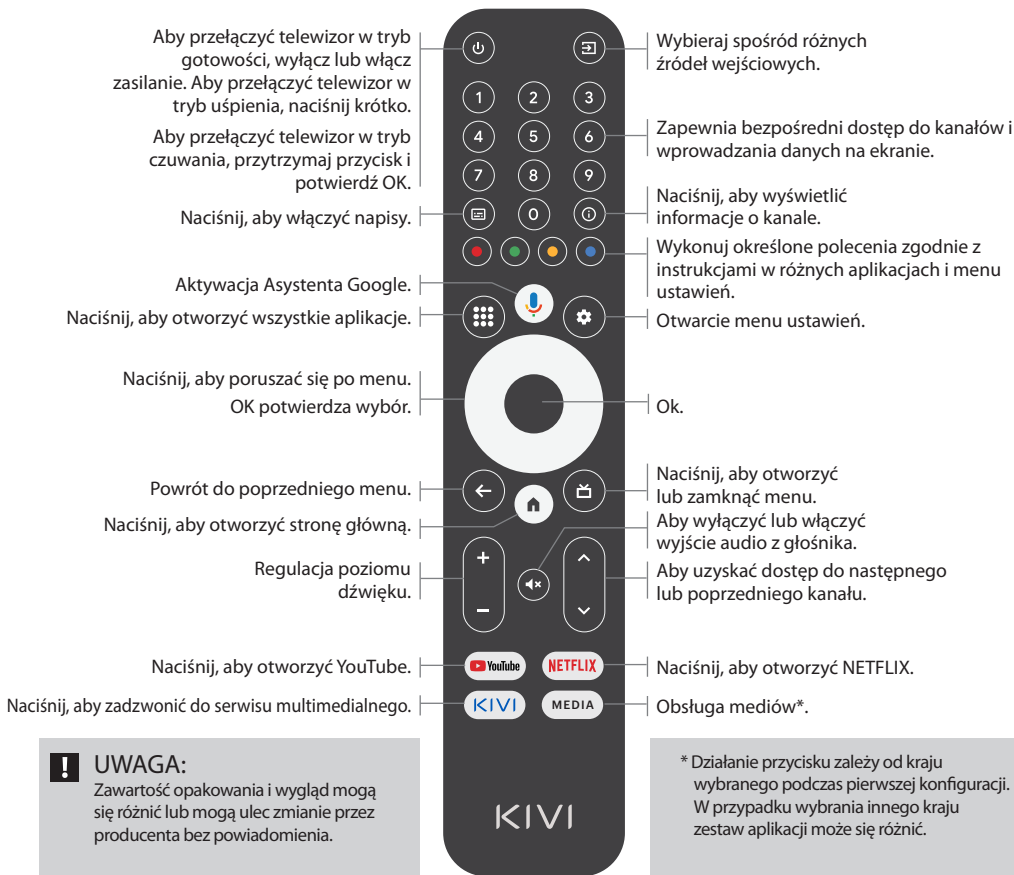 Aby przełączyć telewizor w tryb
gotowości, wyłącz lub włącz
zasilanie. Aby przełączyć telewizor w
tryb uśpienia, naciśnij krótko.
Aby przełączyć telewizor w tryb
czuwania, przytrzymaj przycisk i
potwierdź OK.
Naciśnij, aby włączyć napisy.
Aktywacja Asystenta Google.
Naciśnij, aby otworzyć wszystkie aplikacje.
Naciśnij, aby poruszać się po menu.
OK potwierdza wybór.
Powrót do poprzedniego menu.
Naciśnij, aby otworzyć stronę główną.
Regulacja poziomu
dźwięku.
Naciśnij, aby otworzyć YouTube.
Naciśnij, aby zadzwonić do serwisu multimedialnego.
1 2 3
4 5 6
7 8 9
0
YouTube NETFLIX
KIVI MEDIA
KIVI
Wybieraj spośród różnych
źródeł wejściowych.
Zapewnia bezpośredni dostęp do kanałów i
wprowadzania danych na ekranie.
Naciśnij, aby wyświetlić
informacje o kanale.
Wykonuj określone polecenia zgodnie z
instrukcjami w różnych aplikacjach i menu
ustawień.
Otwarcie menu ustawień.
Ok.
Naciśnij, aby otworzyć
lub zamknąć menu.
Aby wyłączyć lub włączyć
wyjście audio z głośnika.
Aby uzyskać dostęp do następnego
lub poprzedniego kanału.
Naciśnij, aby otworzyć NETFLIX.
Obsługa mediów*.
! UWAGA:
Zawartość opakowania i wygląd mogą
się różnić lub mogą ulec zmianie przez
producenta bez powiadomienia.
* Działanie przycisku zależy od kraju
wybranego podczas pierwszej konfiguracji.
W przypadku wybrania innego kraju
zestaw aplikacji może się różnić.